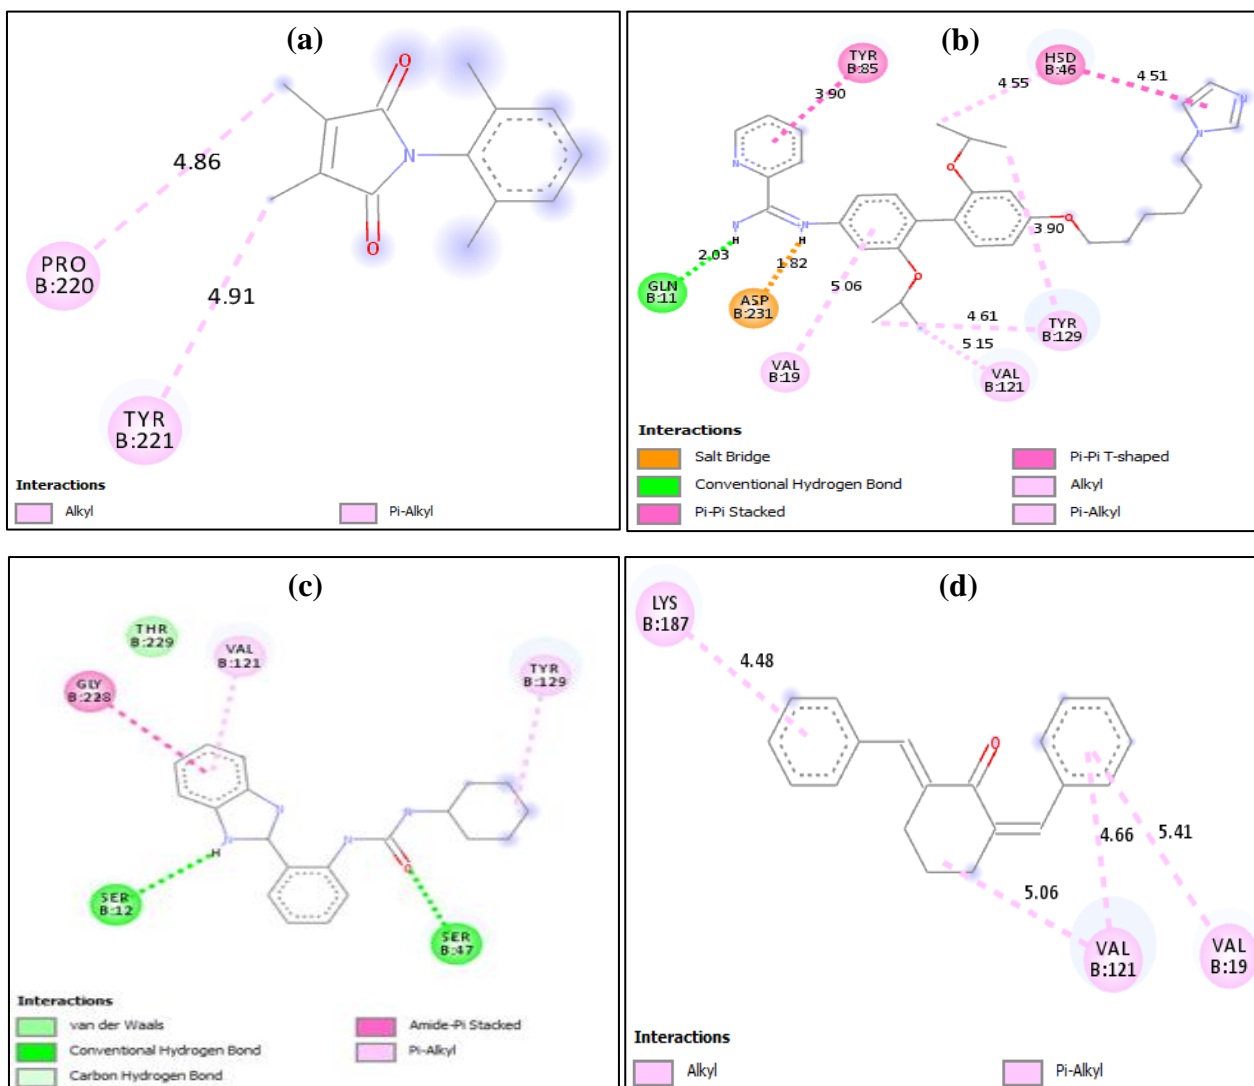 (a)
O
N
O
4.86
PRO
B:220
4.91
TYR
B:221
Interactions
Alkyl
Pi-Alkyl
(b)
TYR
B:85
HSD
B:46
3.90
4.55
4.51
N
N
N
O
O
N
H
N
H
2.03
1.82
3.90
GLN
B:11
ASP
B:231
5.06
O
4.61
TYR
B:129
5.15
VAL
B:19
VAL
B:121
Interactions
Salt Bridge
Pi-Pi T-shaped
Conventional Hydrogen Bond
Alkyl
Pi-Pi Stacked
Pi-Alkyl
(c)
THR
B:229
VAL
B:121
TYR
B:129
GLY
B:228
N
N
H
N
N
O
SER
B:12
SER
B:47
Interactions
van der Waals
Amide-Pi Stacked
Conventional Hydrogen Bond
Pi-Alkyl
Carbon Hydrogen Bond
(d)
LYS
B:187
4.48
O
4.66
5.41
5.06
VAL
B:121
VAL
B:19
Interactions
Alkyl
Pi-Alkyl